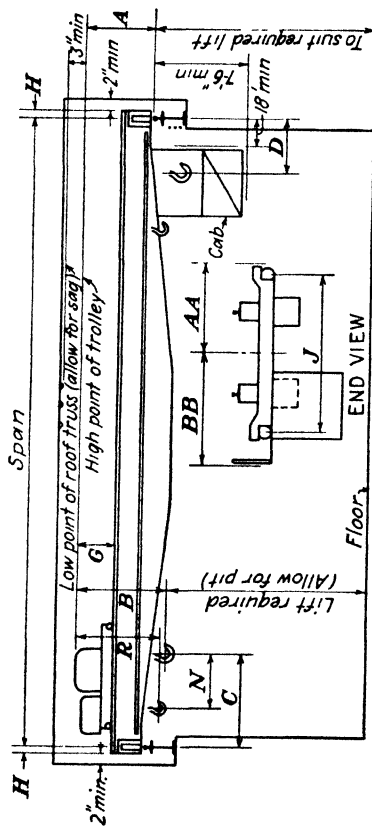 Span
H
H
2"min.
2"min
3"min
A
Low point of roof truss (allow for sag)
High point of trolley
G
B
R
To suit required lift
7-6" min
18" min
D
Cab
N
C
Lift required
(Allow for pit)
AA
BB
J
END VIEW
Floor